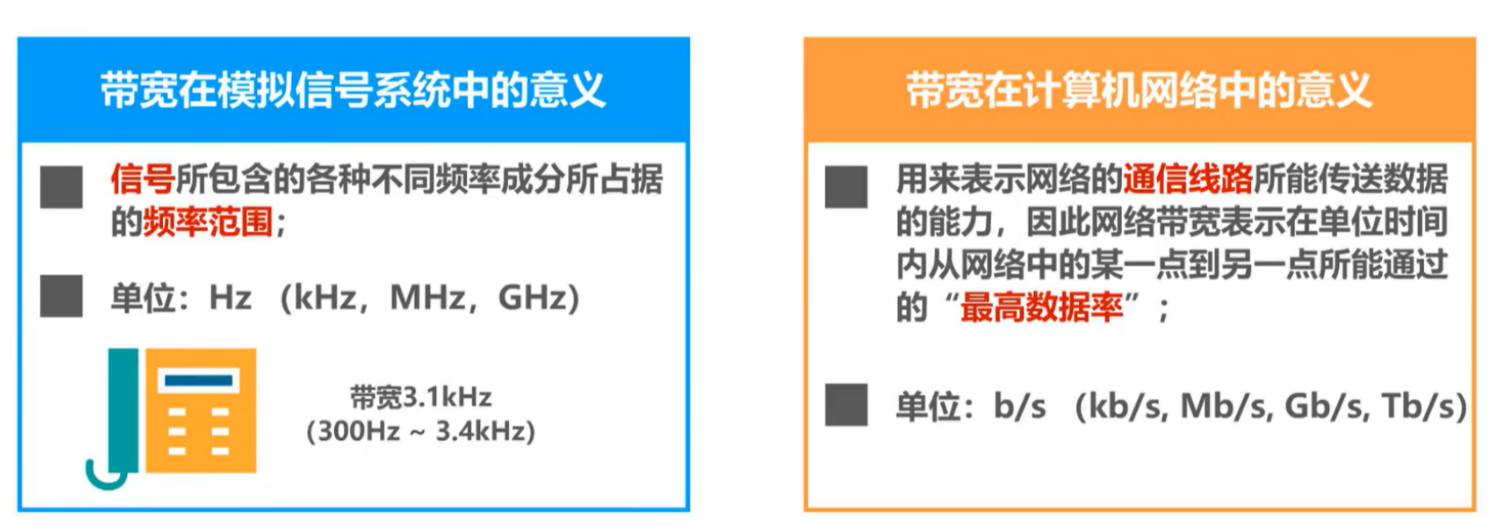 带宽在模拟信号系统中的意义
信号所包含的各种不同频率成分所占据
的频率范围；
单位：Hz （kHz，MHz，GHz）
带宽3.1kHz
(300Hz ~ 3.4kHz)
带宽在计算机网络中的意义
用来表示网络的通信线路所能传送数据
的能力，因此网络带宽表示在单位时间
内从网络中的某一点到另一点所能通过
的“最高数据率”；
单位：b/s （kb/s, Mb/s, Gb/s, Tb/s）